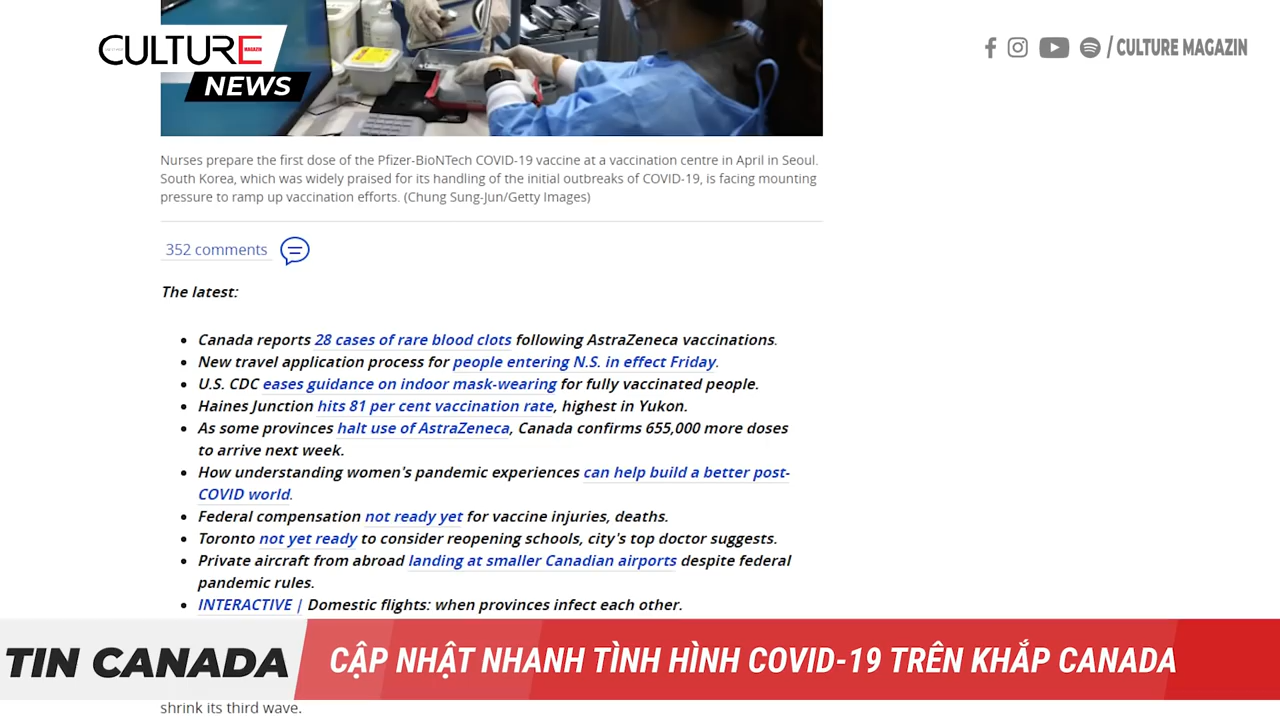 CULTURE
MAGAZIN
NEWS
/ CULTURE MAGAZIN
Nurses prepare the first dose of the Pfizer-BioNTech COVID-19 vaccine at a vaccination centre in April in Seoul.
South Korea, which was widely praised for its handling of the initial outbreaks of COVID-19, is facing mounting
pressure to ramp up vaccination efforts. (Chung Sung-Jun/Getty Images)
352 comments
The latest:
• Canada reports 28 cases of rare blood clots following AstraZeneca vaccinations.
• New travel application process for people entering N.S. in effect Friday.
• U.S. CDC eases guidance on indoor mask-wearing for fully vaccinated people.
• Haines Junction hits 81 per cent vaccination rate, highest in Yukon.
• As some provinces halt use of AstraZeneca, Canada confirms 655,000 more doses
to arrive next week.
• How understanding women's pandemic experiences can help build a better post-
COVID world.
• Federal compensation not ready yet for vaccine injuries, deaths.
• Toronto not yet ready to consider reopening schools, city's top doctor suggests.
• Private aircraft from abroad landing at smaller Canadian airports despite federal
pandemic rules.
• INTERACTIVE | Domestic flights: when provinces infect each other.
TIN CANADA
CẬP NHẬT NHANH TÌNH HÌNH COVID-19 TRÊN KHẮP CANADA
shrink its third wave.